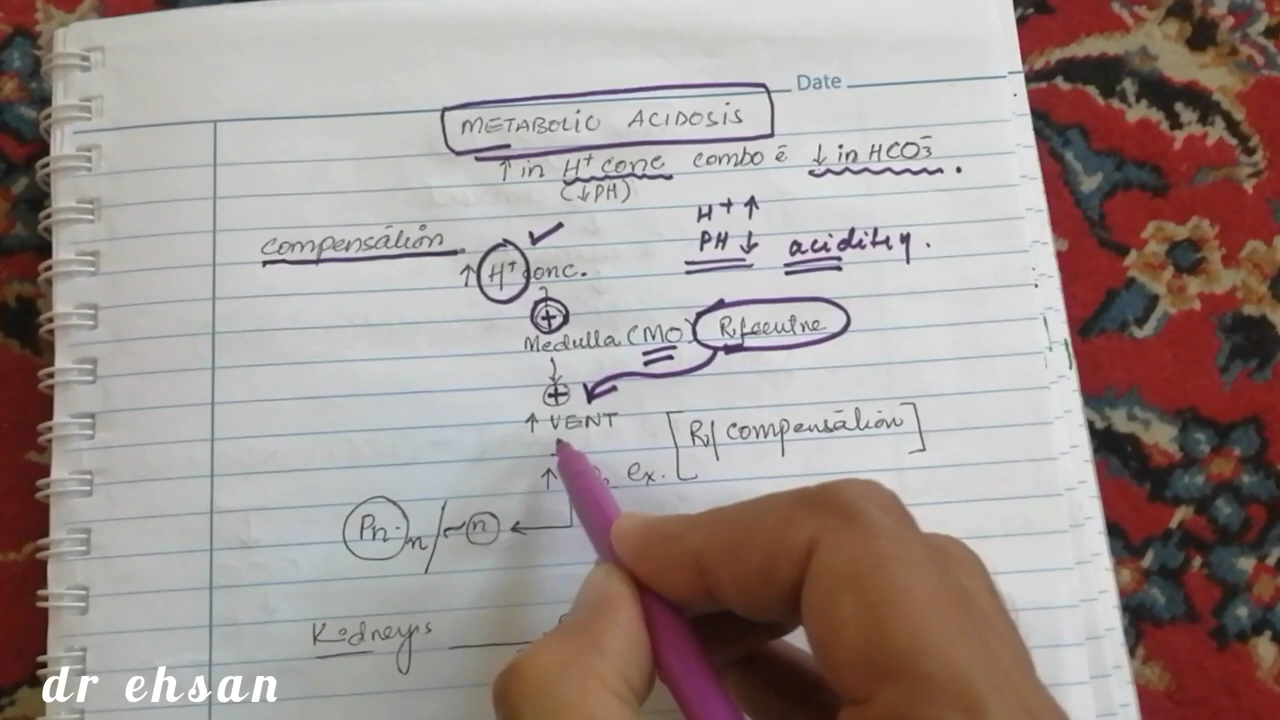 Date
METABOLIC ACIDOSIS
↑ in H⁺ conc combo ē ↓ in HCO₃⁻.
(↓PH)
H⁺ ↑
PH ↓ acidity.
compensation
↑ H⁺ conc.
⊕
Medulla (MO)
⊕
↑ VENT
[R/ compensation]
↑ ex.
n
Kidneys
dr ehsan